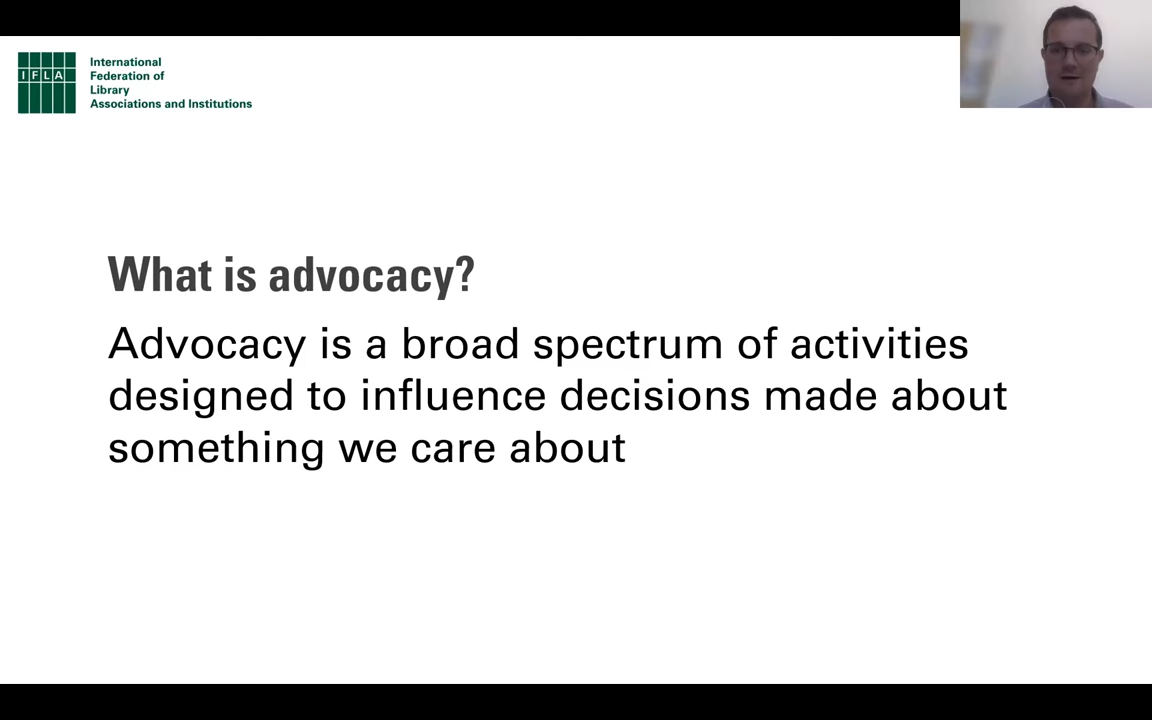 IFLA
International
Federation of
Library
Associations and Institutions
What is advocacy?
Advocacy is a broad spectrum of activities
designed to influence decisions made about
something we care about